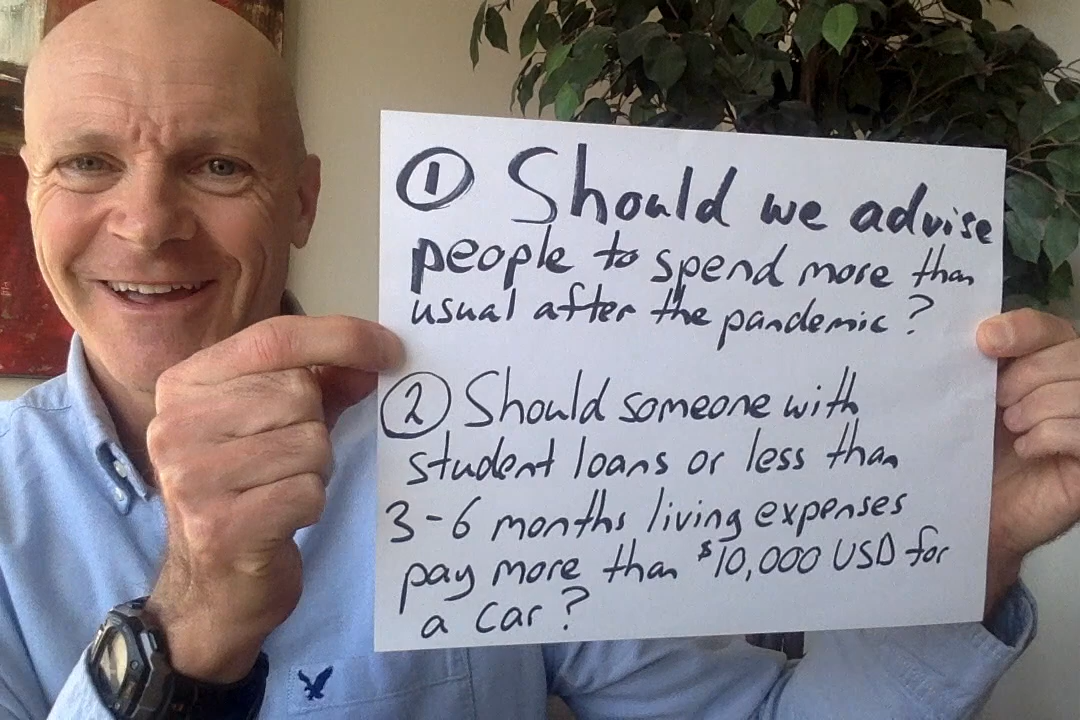 ① Should we advise
people to spend more than
usual after the pandemic?
② Should someone with
student loans or less than
3-6 months living expenses
pay more than $10,000 USD for
a car?